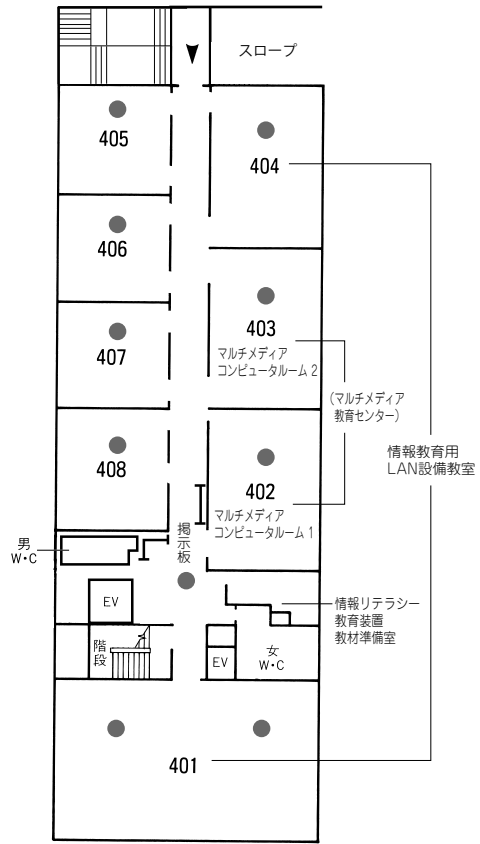 スロープ
405
404
406
403
マルチメディア
コンピュータルーム2
407
(マルチメディア
教育センター)
情報教育用
LAN設備教室
408
402
マルチメディア
コンピュータルーム1
掲示板
男
W・C
EV
情報リテラシー
教育装置
教材準備室
階段
EV
女
W・C
401